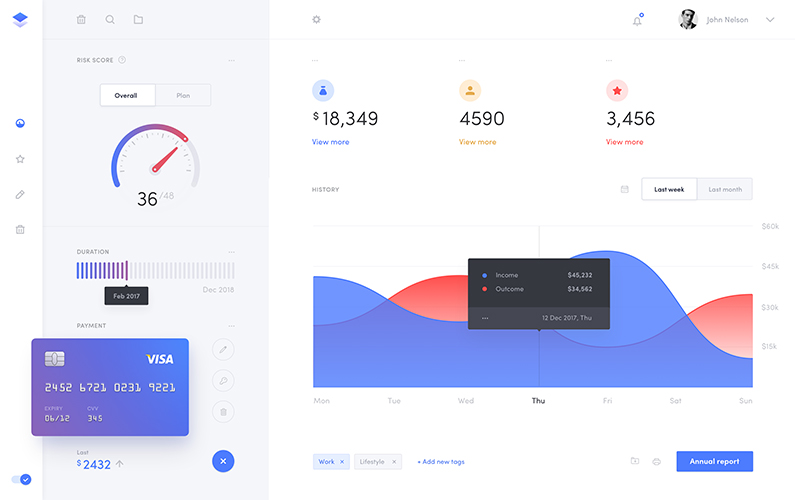 John Nelson
RISK SCORE ?
...
Overall
Plan
36/48
DURATION
...
Feb 2017
Dec 2018
PAYMENT
...
VISA
2452 6721 0231 9221
EXPIRY
CVV
06/12
345
Last
$2432
...
...
...
$18,349
4590
3,456
View more
View more
View more
HISTORY
Last week
Last month
$60k
$45k
$30k
$15k
Income $45,232
Outcome $34,562
... 12 Dec 2017, Thu
Mon Tue Wed Thu Fri Sat Sun
Work ×
Lifestyle ×
+ Add new tags
Annual report